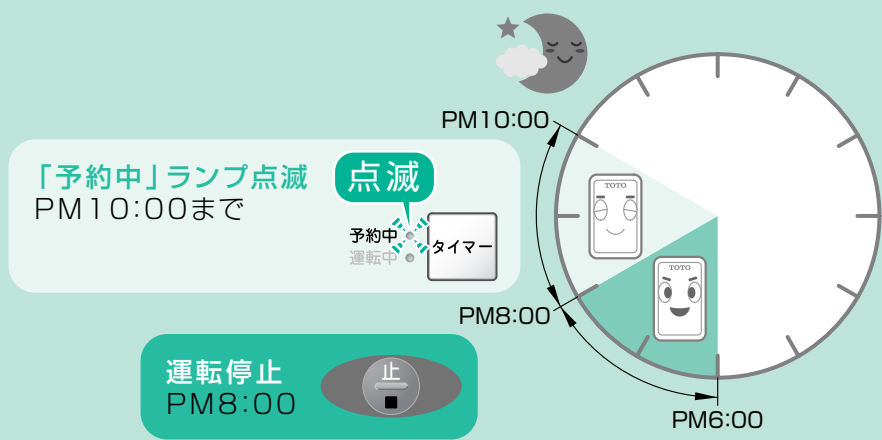 PM10:00
「予約中」ランプ点滅
PM10:00まで
点滅
予約中
運転中
タイマー
TOTO
TOTO
PM8:00
運転停止
PM8:00
止
PM6:00